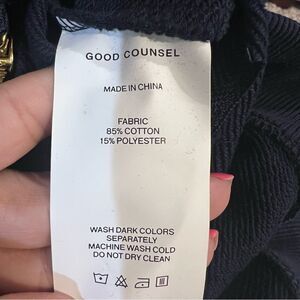 GOOD COUNSEL
MADE IN CHINA
FABRIC
85% COTTON
15% POLYESTER
WASH DARK COLORS
SEPARATELY
MACHINE WASH COLD
DO NOT DRY CLEAN